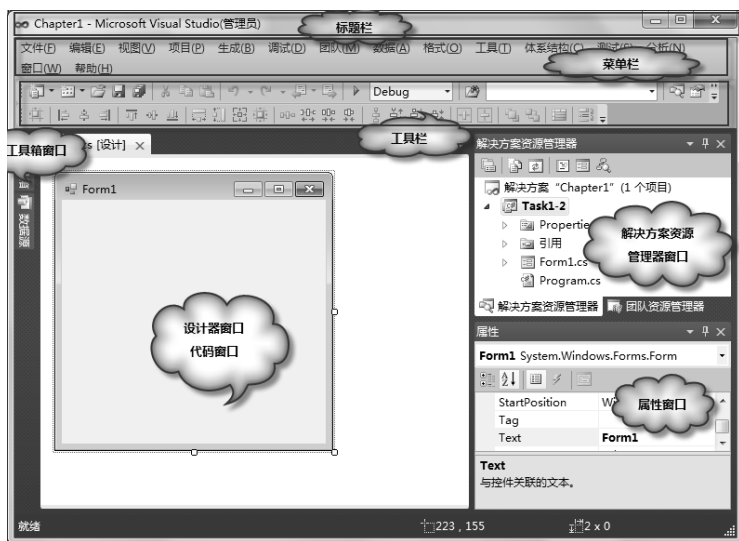 Chapter1 - Microsoft Visual Studio(管理员)
标题栏
文件(F) 编辑(E) 视图(V) 项目(P) 生成(B) 调试(D) 团队(M) 数据(A) 格式(O) 工具(T) 体系结构(C) 测试(S) 分析(N)
窗口(W) 帮助(H)
菜单栏
Debug
工具栏
工具箱窗口
[设计]
数据源
Form1
设计器窗口
代码窗口
解决方案资源管理器
解决方案 "Chapter1" (1 个项目)
Task1-2
引用
Form1.cs
Program.cs
解决方案资源
管理器窗口
解决方案资源管理器 团队资源管理器
属性
Form1 System.Windows.Forms.Form
StartPosition
Tag
Text Form1
属性窗口
Text
与控件关联的文本。
就绪
223 , 155
2 x 0